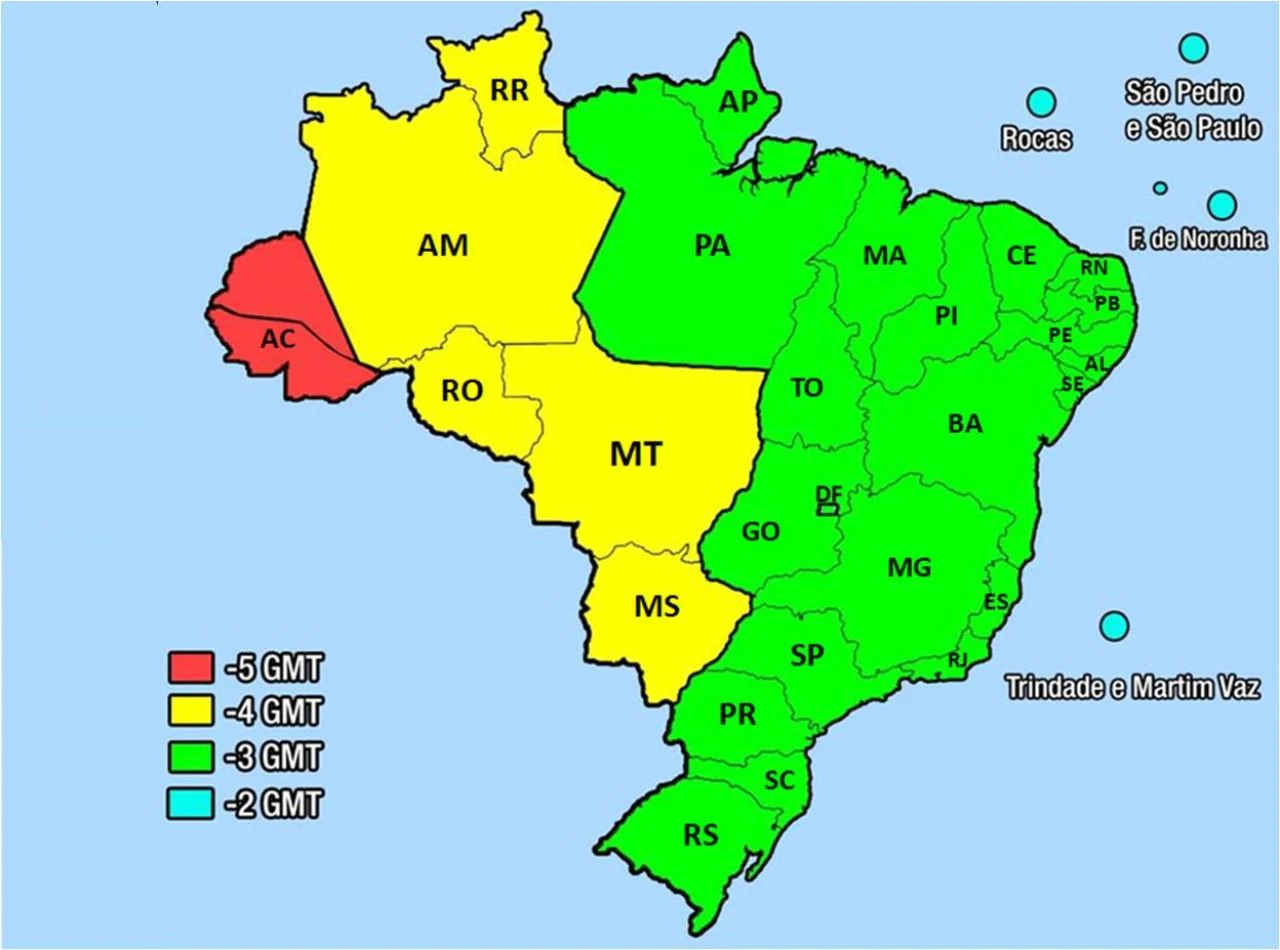 RR
AP
São Pedro
e São Paulo
Rocas
F. de Noronha
AM
PA
MA
CE
RN
PB
PI
PE
AC
AL
SE
RO
TO
BA
MT
DF
GO
MG
MS
ES
SP
RJ
Trindade e Martim Vaz
PR
SC
RS
-5 GMT
-4 GMT
-3 GMT
-2 GMT